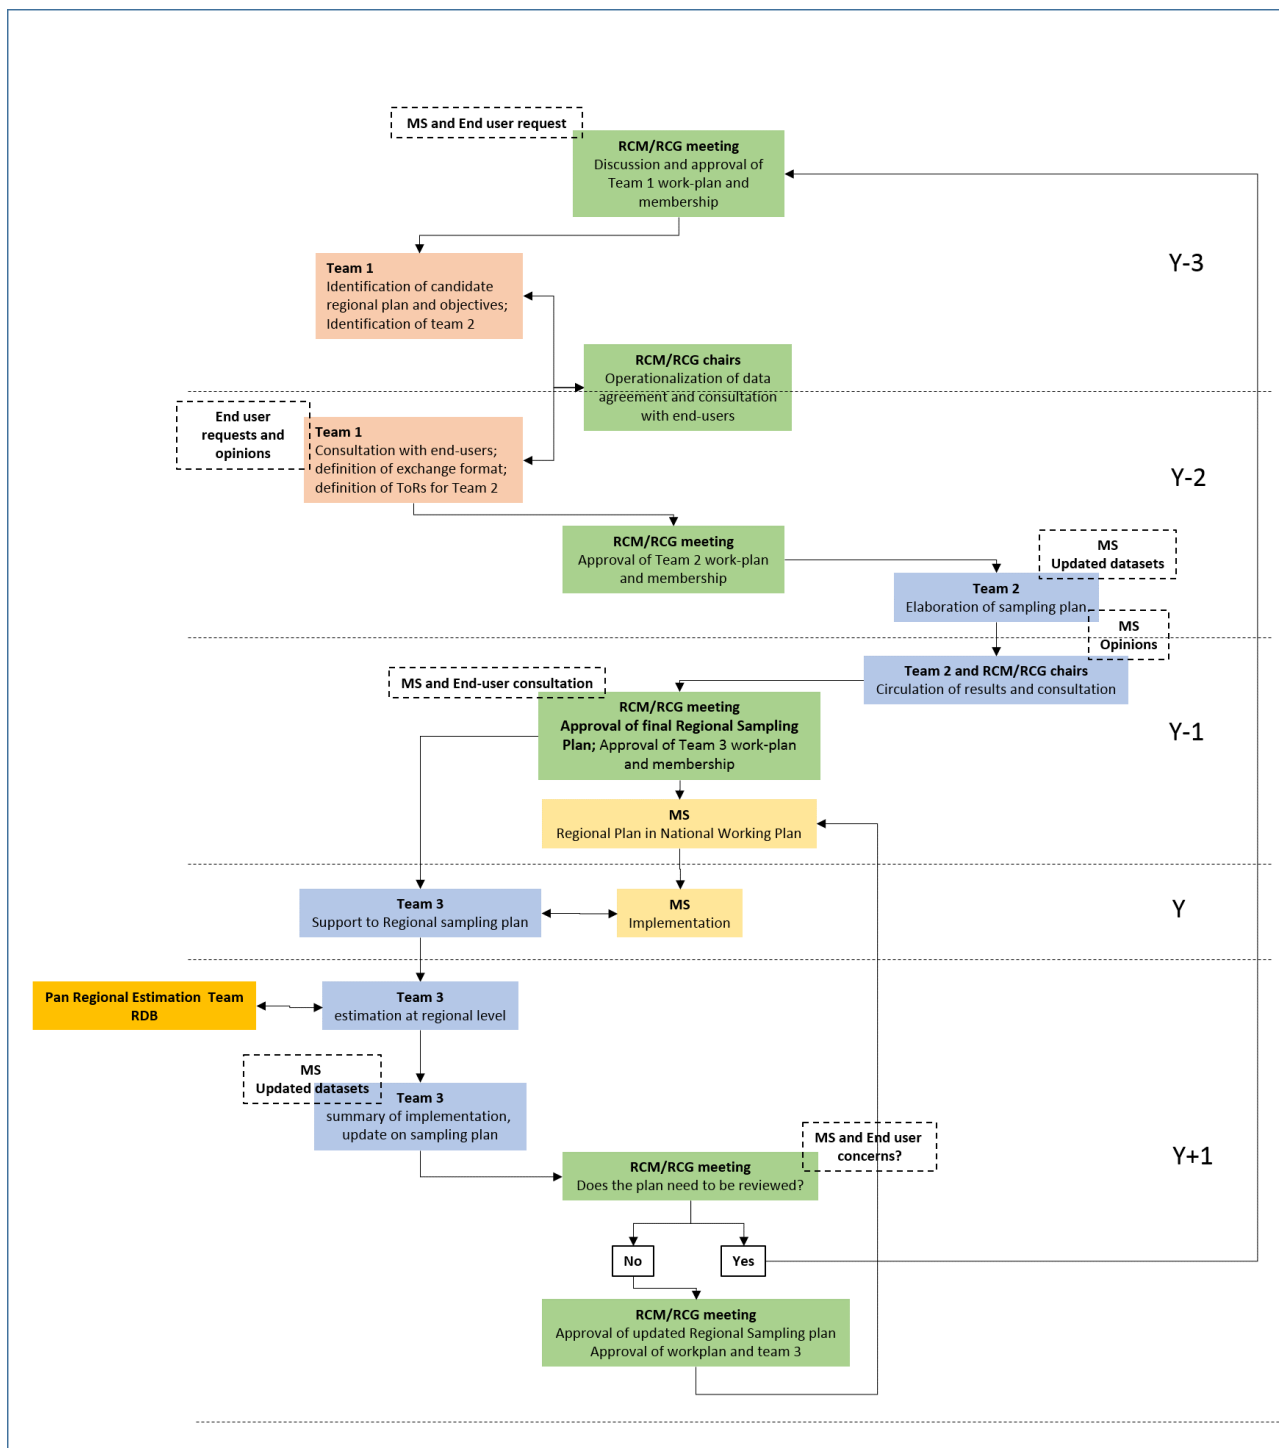 MS and End user request
RCM/RCG meeting
Discussion and approval of
Team 1 work-plan and
membership
Y-3
Team 1
Identification of candidate
regional plan and objectives;
Identification of team 2
RCM/RCG chairs
Operationalization of data
agreement and consultation
with end-users
End user
requests and
opinions
Team 1
Consultation with end-users;
definition of exchange format;
definition of ToRs for Team 2
Y-2
RCM/RCG meeting
Approval of Team 2 work-plan
and membership
MS
Updated datasets
Team 2
Elaboration of sampling plan
MS
Opinions
Team 2 and RCM/RCG chairs
Circulation of results and consultation
MS and End-user consultation
RCM/RCG meeting
Approval of final Regional Sampling
Plan; Approval of Team 3 work-plan
and membership
Y-1
MS
Regional Plan in National Working Plan
Team 3
Support to Regional sampling plan
MS
Implementation
Y
Pan Regional Estimation Team
RDB
Team 3
estimation at regional level
MS
Updated datasets
Team 3
summary of implementation,
update on sampling plan
MS and End user
concerns?
RCM/RCG meeting
Does the plan need to be reviewed?
Y+1
No
Yes
RCM/RCG meeting
Approval of updated Regional Sampling plan
Approval of workplan and team 3